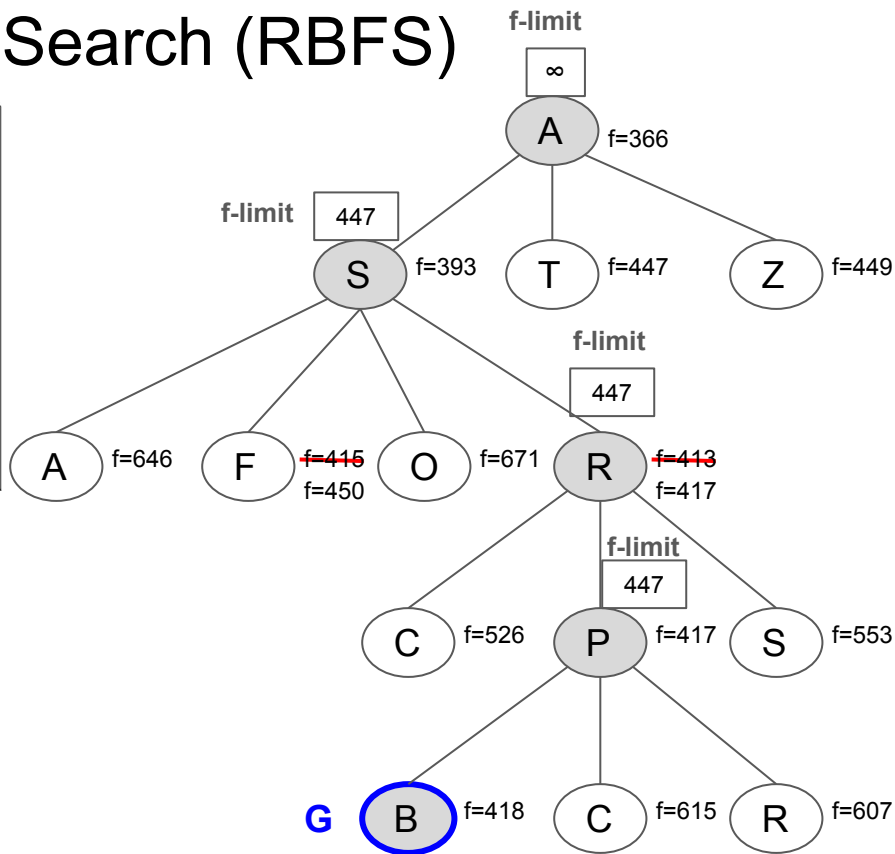 Search (RBFS)
f-limit
∞
A
f=366
f-limit
447
S
f=393
T
f=447
Z
f=449
f-limit
447
A
f=646
F
f=415
f=450
O
f=671
R
f=413
f=417
f-limit
447
C
f=526
P
f=417
S
f=553
G
B
f=418
C
f=615
R
f=607